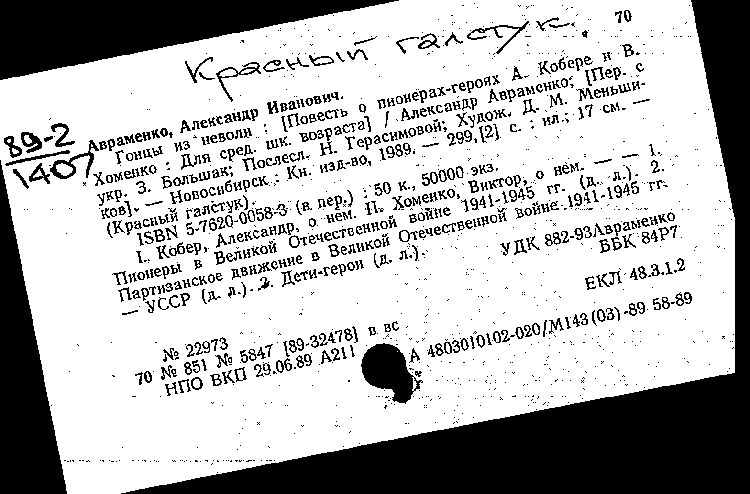 70
Красный галстук.
89-2
1407
Авраменко, Александр Иванович.
Гонцы из неволи : [Повесть о пионерах-героях А. Кобере и В.
Хоменко : Для сред. шк. возраста] / Александр Авраменко; [Пер. с
укр. З. Большак; Послесл. Н. Герасимовой; Худож. Д. М. Меньши-
ков]. — Новосибирск : Кн. изд-во, 1989. — 299,[2] с. : ил.; 17 см. —
(Красный галстук).
ISBN 5-7620-0058-3 (в пер.) : 50 к., 50000 экз.
I. Кобер, Александр, о нем. II. Хоменко, Виктор, о нем. — — 1.
Пионеры в Великой Отечественной войне 1941-1945 гг. (д. л.). 2.
Партизанское движение в Великой Отечественной войне 1941-1945 гг.
— УССР (д. л.). 3. Дети-герои (д. л.).
УДК 882-93Авраменко
ББК 84Р7
ЕКЛ 48.3.1.2
№ 22973
70 № 851 № 5847 [89-32478] в вс
НПО ВКП 29.06.89 А211
А 4803010102-020/М143(03)-89 58-89